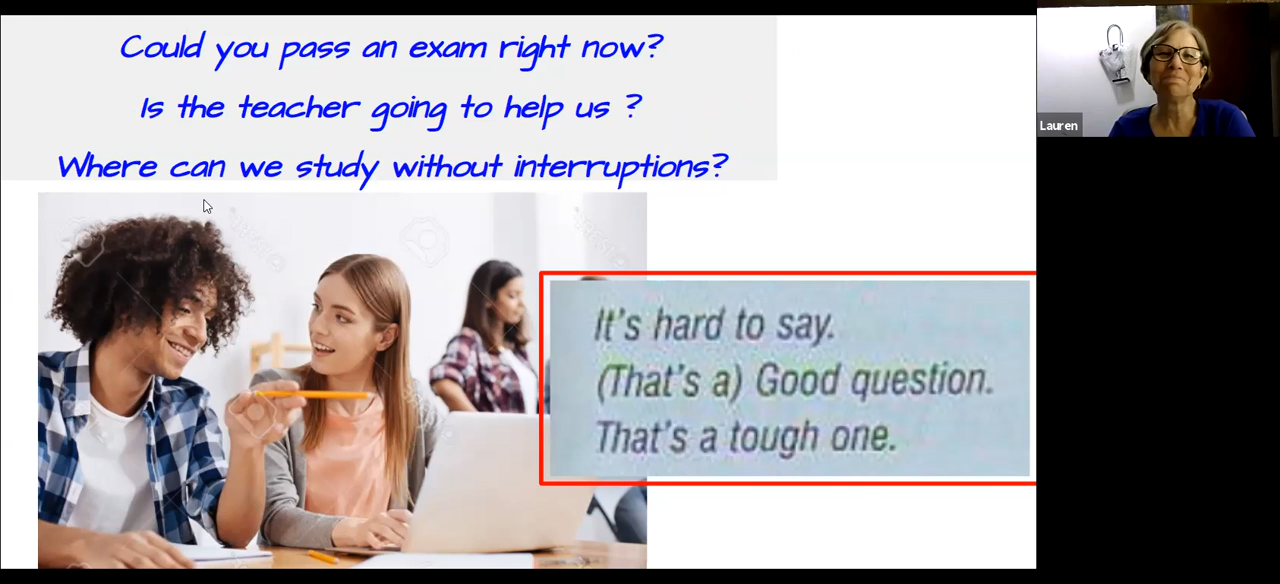 Could you pass an exam right now?
Is the teacher going to help us ?
Where can we study without interruptions?
It's hard to say.
(That's a) Good question.
That's a tough one.
Lauren